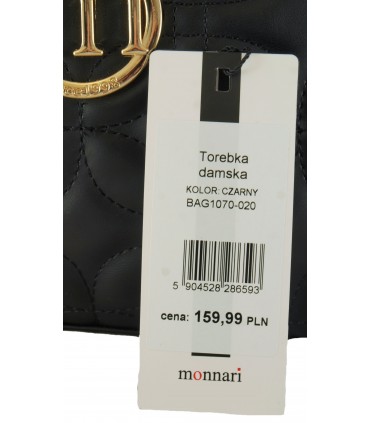 Torebka
damska
KOLOR: CZARNY
BAG1070-020
5 904528 286593
cena: 159,99 PLN
monnari